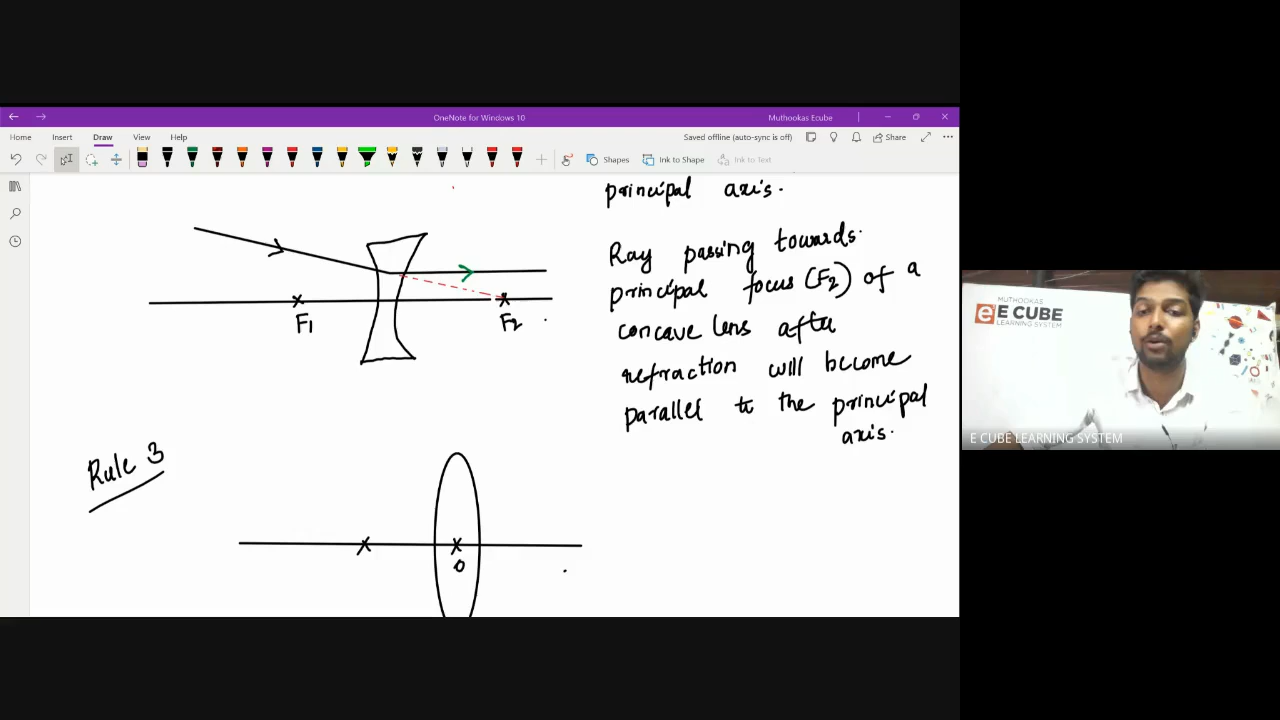 OneNote for Windows 10
Muthookas Ecube
Home Insert Draw View Help
Saved offline (auto-sync is off)
Share
Shapes
Ink to Shape
Ink to Text
principal axis.
Ray passing towards
principal focus (F2) of a
concave lens after
refraction will become
parallel to the principal
axis.
F1
F2
Rule 3
O
MUTHOOKAS
e E CUBE
LEARNING SYSTEM
E CUBE LEARNING SYSTEM